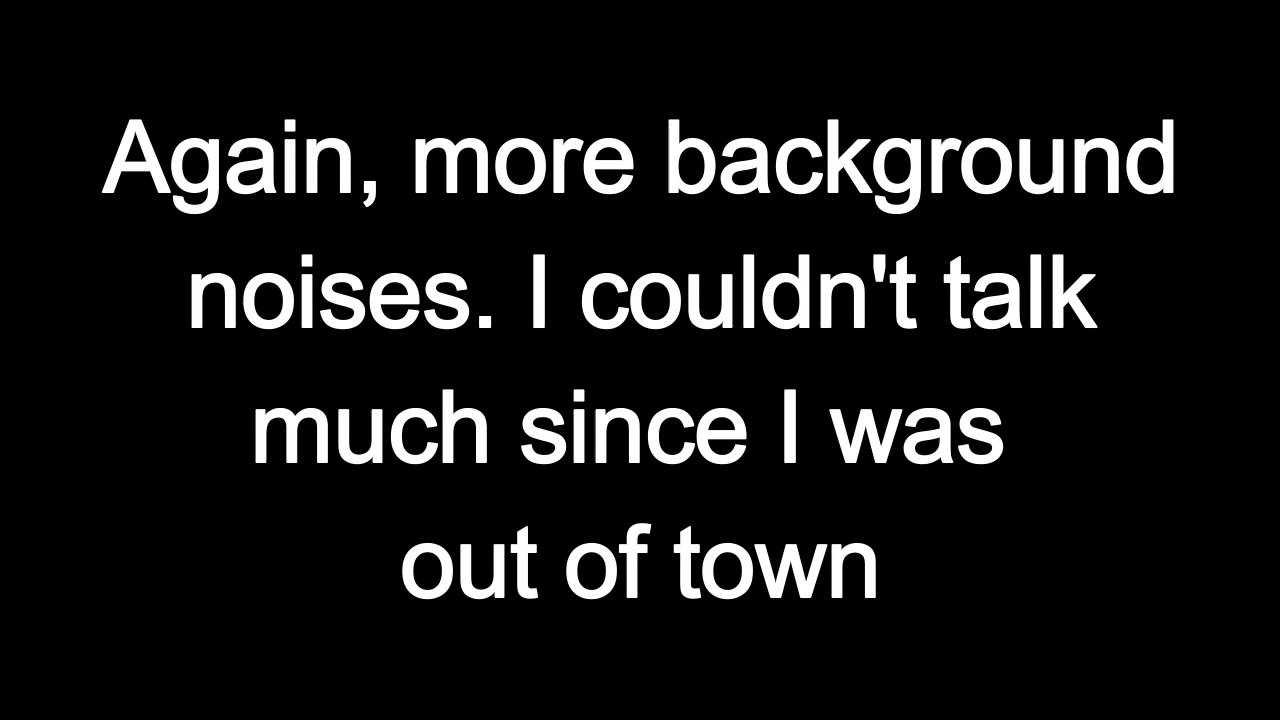 Again, more background
noises. I couldn't talk
much since I was
out of town